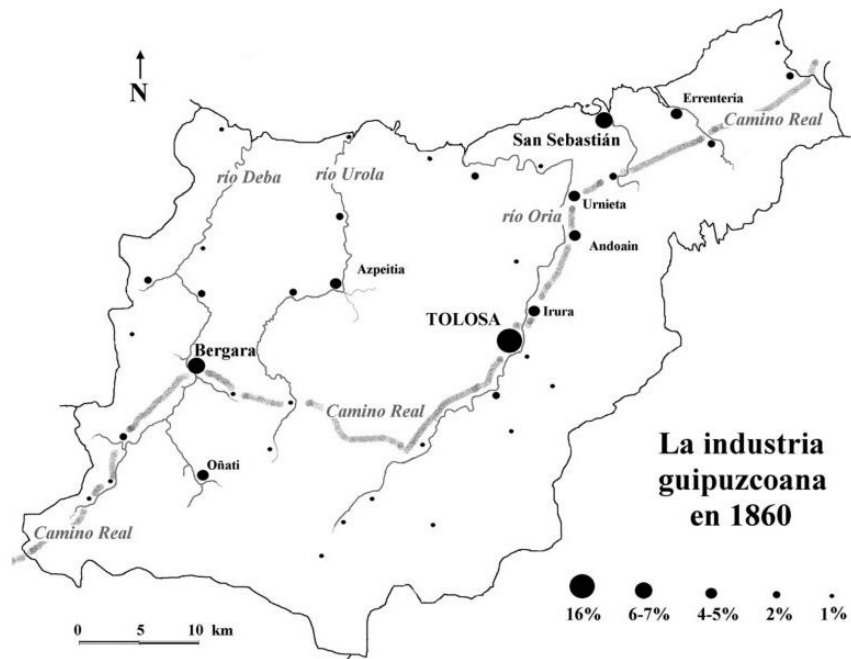 N
Errenteria
Camino Real
San Sebastián
río Deba
río Urola
Urnieta
río Oria
Andoain
Azpeitia
Irura
TOLOSA
Bergara
Camino Real
Oñati
La industria
guipuzcoana
en 1860
Camino Real
16% 6-7% 4-5% 2% 1%
0 5 10 km